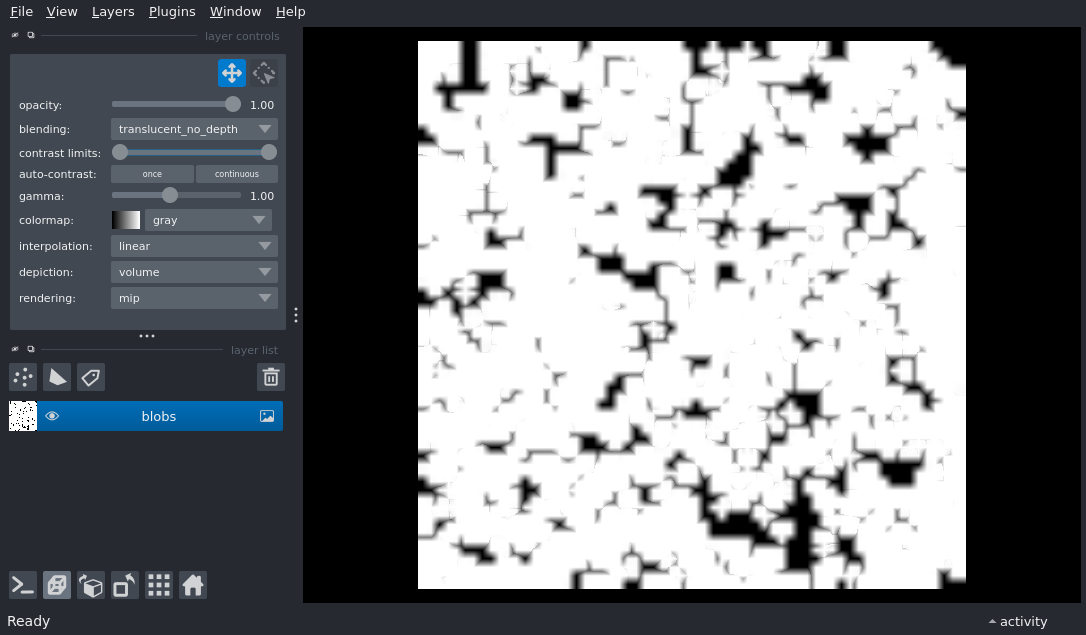 File View Layers Plugins Window Help
layer controls
opacity: 1.00
blending: translucent_no_depth
contrast limits:
auto-contrast: once continuous
gamma: 1.00
colormap: gray
interpolation: linear
depiction: volume
rendering: mip
layer list
blobs
Ready activity